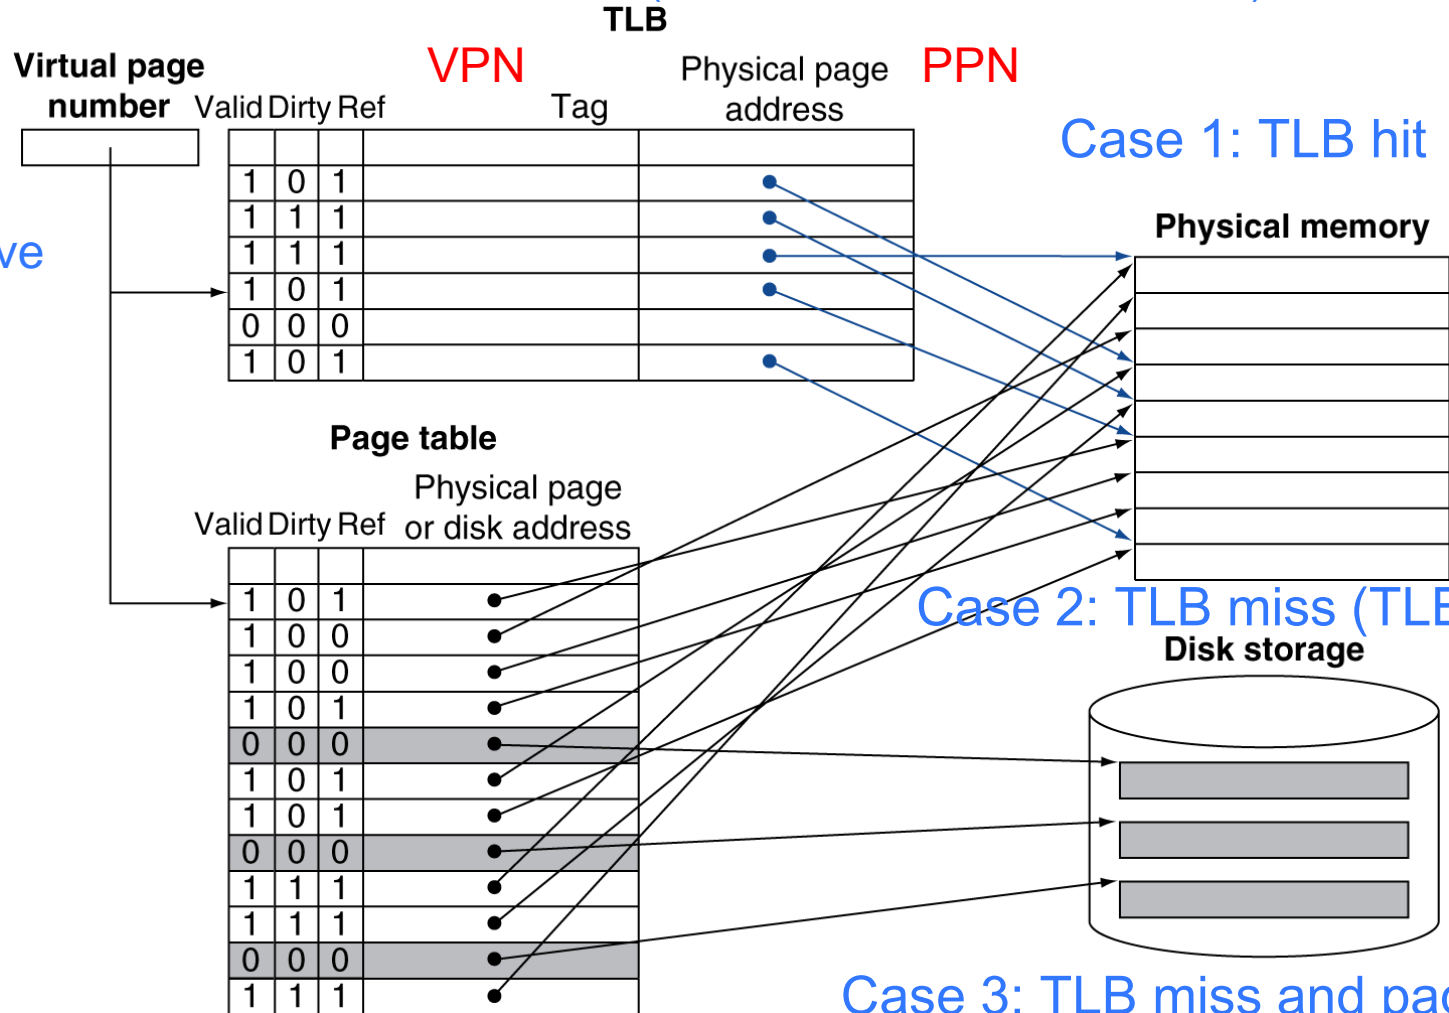 TLB
VPN
PPN
Virtual page
number
Valid Dirty Ref
Tag
Physical page
address
Case 1: TLB hit
1 0 1
1 1 1
1 1 1
1 0 1
0 0 0
1 0 1
ve
Physical memory
Page table
Physical page
or disk address
Valid Dirty Ref
1 0 1
1 0 0
1 0 0
1 0 1
0 0 0
1 0 1
1 0 1
0 0 0
1 1 1
1 1 1
0 0 0
1 1 1
Case 2: TLB miss (TLB
Disk storage
Case 3: TLB miss and